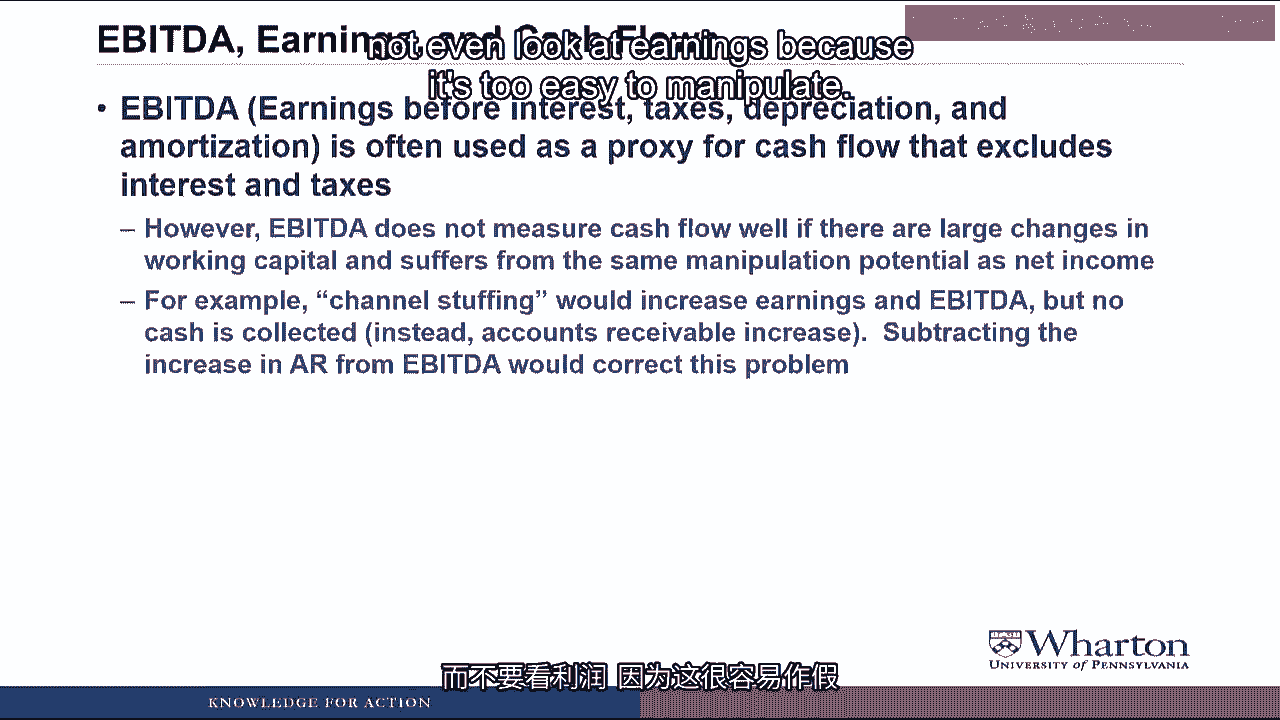 EBITDA, Earnings, and Cash Flow
not even look at earnings because
it's too easy to manipulate.
• EBITDA (Earnings before interest, taxes, depreciation, and
amortization) is often used as a proxy for cash flow that excludes
interest and taxes
– However, EBITDA does not measure cash flow well if there are large changes in
working capital and suffers from the same manipulation potential as net income
– For example, “channel stuffing” would increase earnings and EBITDA, but no
cash is collected (instead, accounts receivable increase).  Subtracting the
increase in AR from EBITDA would correct this problem
Wharton
UNIVERSITY of PENNSYLVANIA
而不要看利润 因为这很容易作假
KNOWLEDGE FOR ACTION